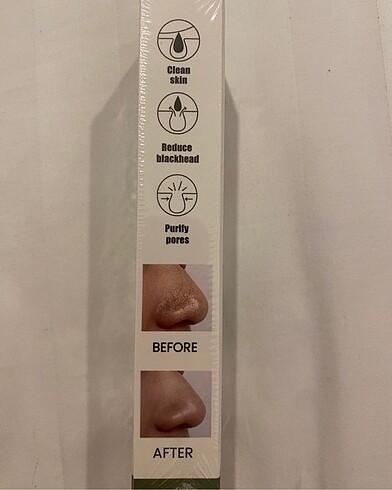 Clean
skin
Reduce
blackhead
Purify
pores
BEFORE
AFTER